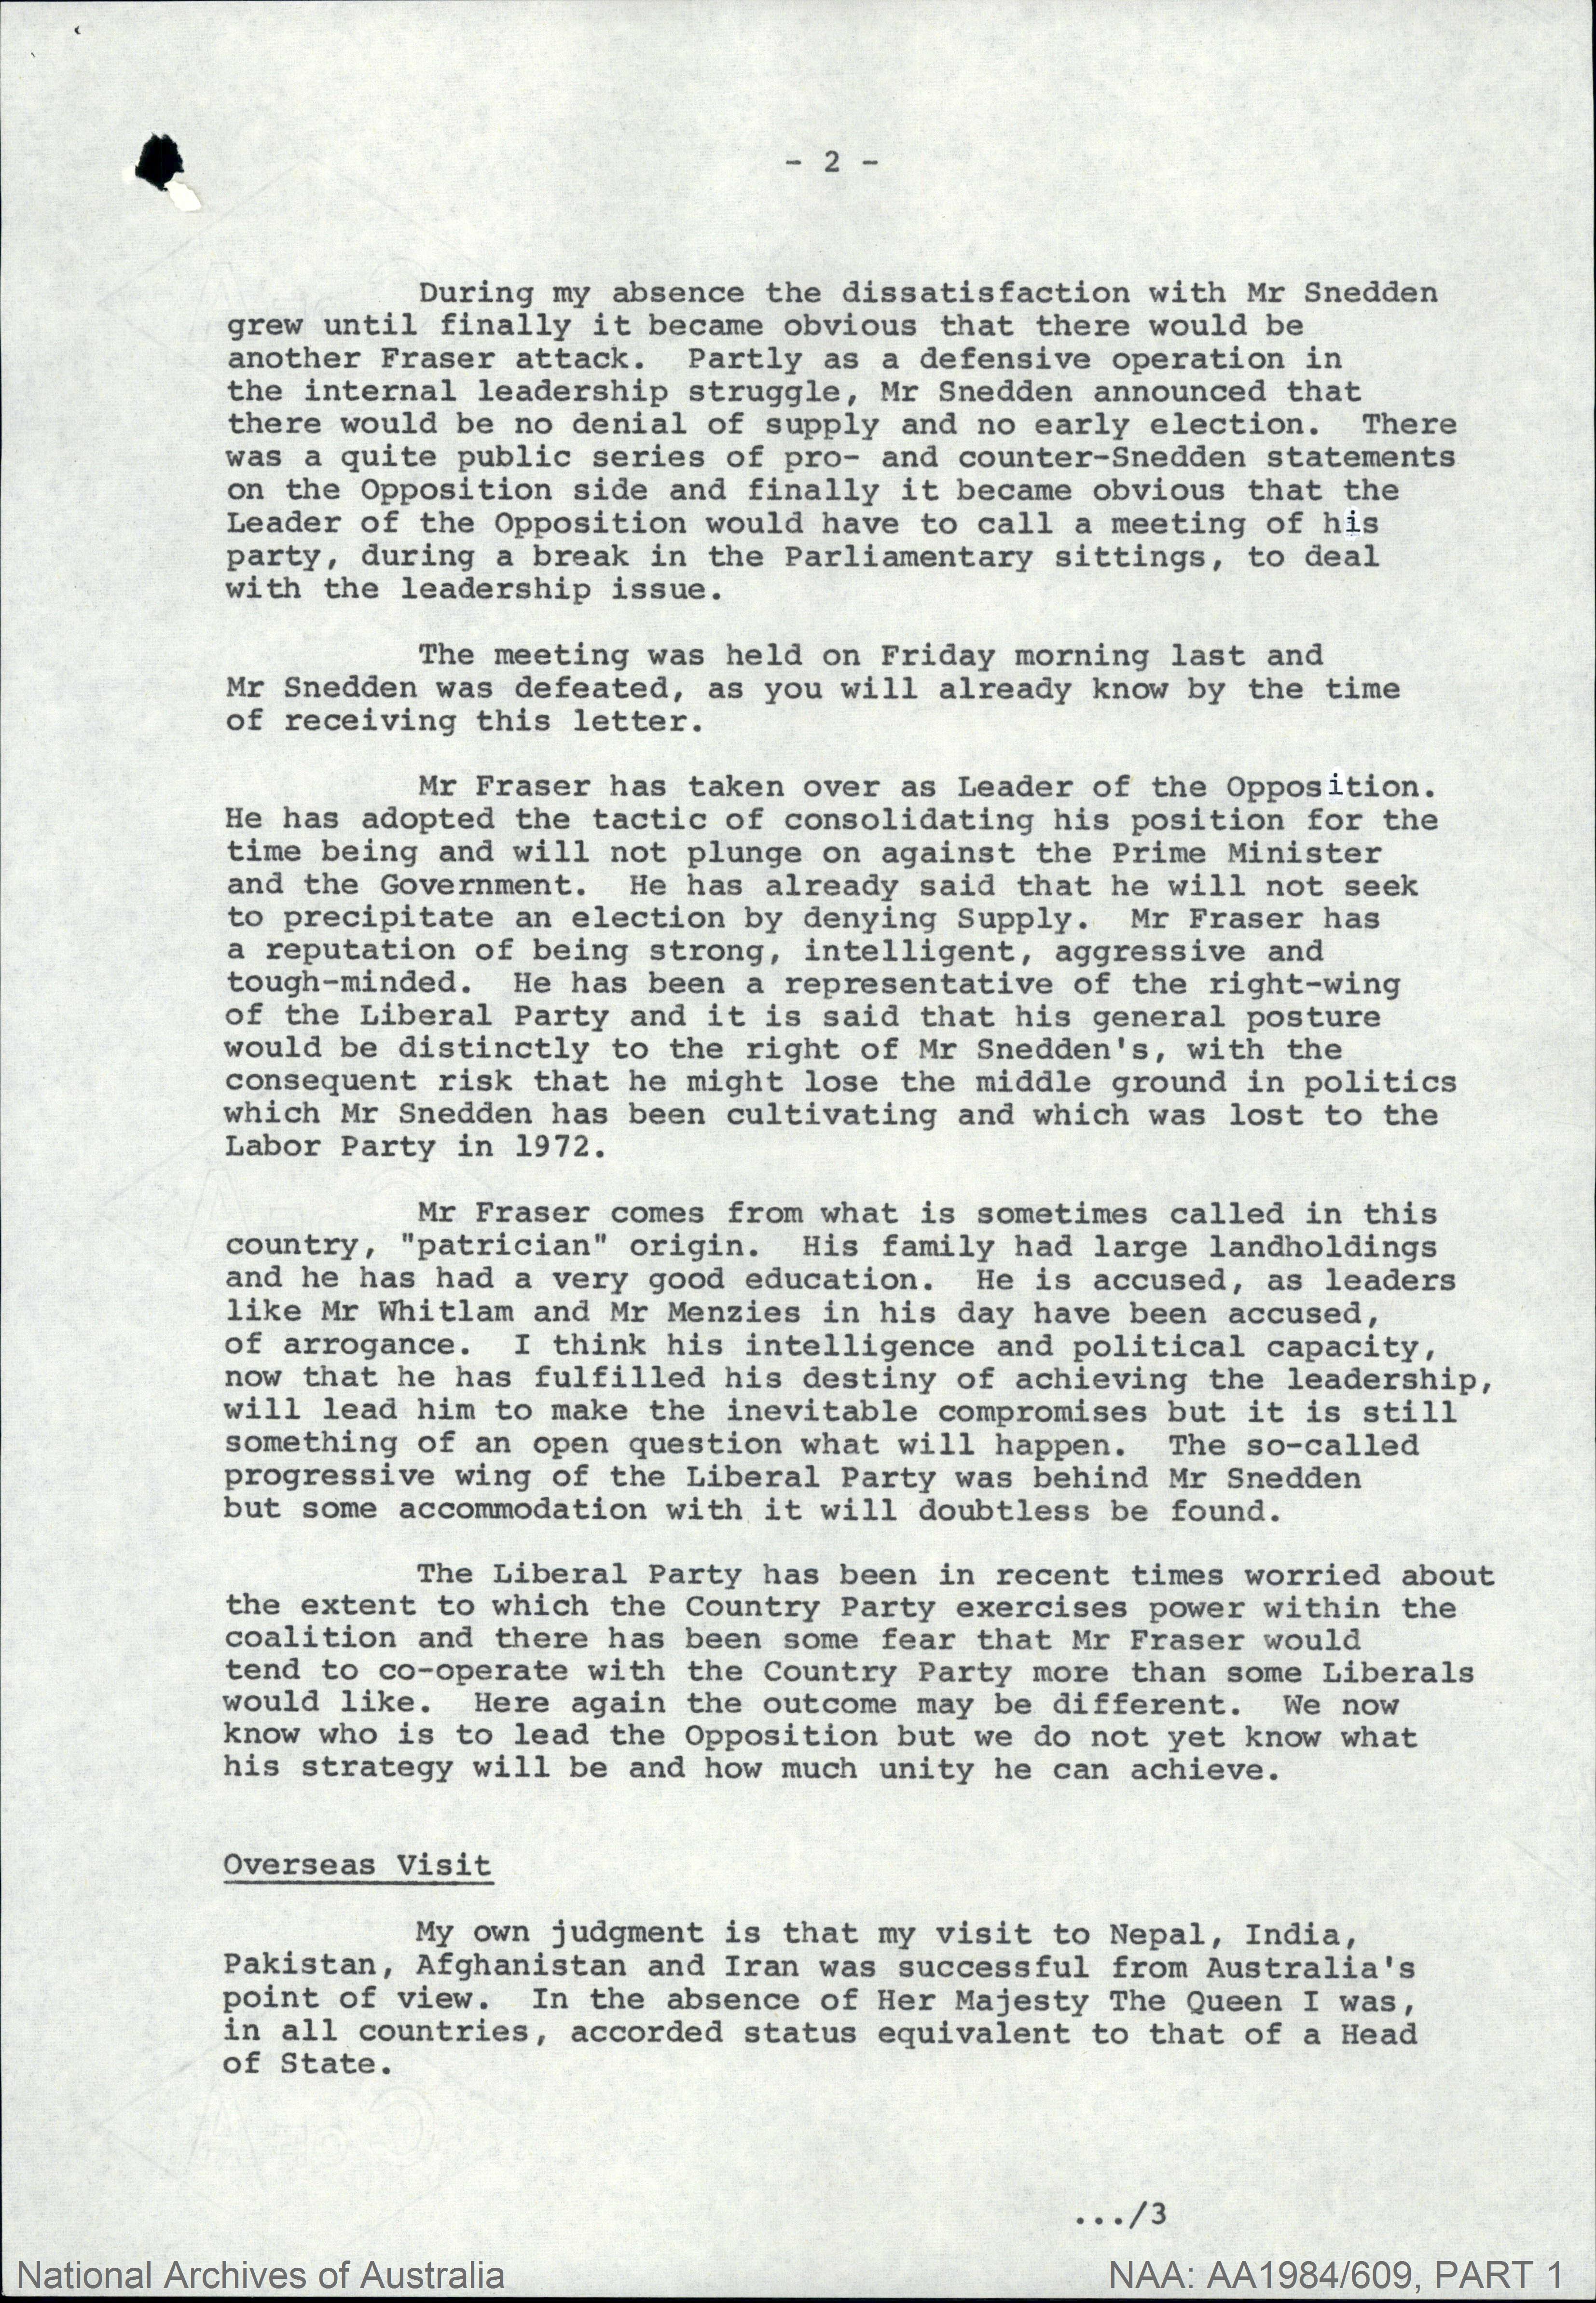 - 2 -
During my absence the dissatisfaction with Mr Snedden
grew until finally it became obvious that there would be
another Fraser attack. Partly as a defensive operation in
the internal leadership struggle, Mr Snedden announced that
there would be no denial of supply and no early election. There
was a quite public series of pro- and counter-Snedden statements
on the Opposition side and finally it became obvious that the
Leader of the Opposition would have to call a meeting of his
party, during a break in the Parliamentary sittings, to deal
with the leadership issue.
The meeting was held on Friday morning last and
Mr Snedden was defeated, as you will already know by the time
of receiving this letter.
Mr Fraser has taken over as Leader of the Opposition.
He has adopted the tactic of consolidating his position for the
time being and will not plunge on against the Prime Minister
and the Government. He has already said that he will not seek
to precipitate an election by denying Supply. Mr Fraser has
a reputation of being strong, intelligent, aggressive and
tough-minded. He has been a representative of the right-wing
of the Liberal Party and it is said that his general posture
would be distinctly to the right of Mr Snedden's, with the
consequent risk that he might lose the middle ground in politics
which Mr Snedden has been cultivating and which was lost to the
Labor Party in 1972.
Mr Fraser comes from what is sometimes called in this
country, "patrician" origin. His family had large landholdings
and he has had a very good education. He is accused, as leaders
like Mr Whitlam and Mr Menzies in his day have been accused,
of arrogance. I think his intelligence and political capacity,
now that he has fulfilled his destiny of achieving the leadership,
will lead him to make the inevitable compromises but it is still
something of an open question what will happen. The so-called
progressive wing of the Liberal Party was behind Mr Snedden
but some accommodation with it will doubtless be found.
The Liberal Party has been in recent times worried about
the extent to which the Country Party exercises power within the
coalition and there has been some fear that Mr Fraser would
tend to co-operate with the Country Party more than some Liberals
would like. Here again the outcome may be different. We now
know who is to lead the Opposition but we do not yet know what
his strategy will be and how much unity he can achieve.
Overseas Visit
My own judgment is that my visit to Nepal, India,
Pakistan, Afghanistan and Iran was successful from Australia's
point of view. In the absence of Her Majesty The Queen I was,
in all countries, accorded status equivalent to that of a Head
of State.
.../3
National Archives of Australia
NAA: AA1984/609, PART 1